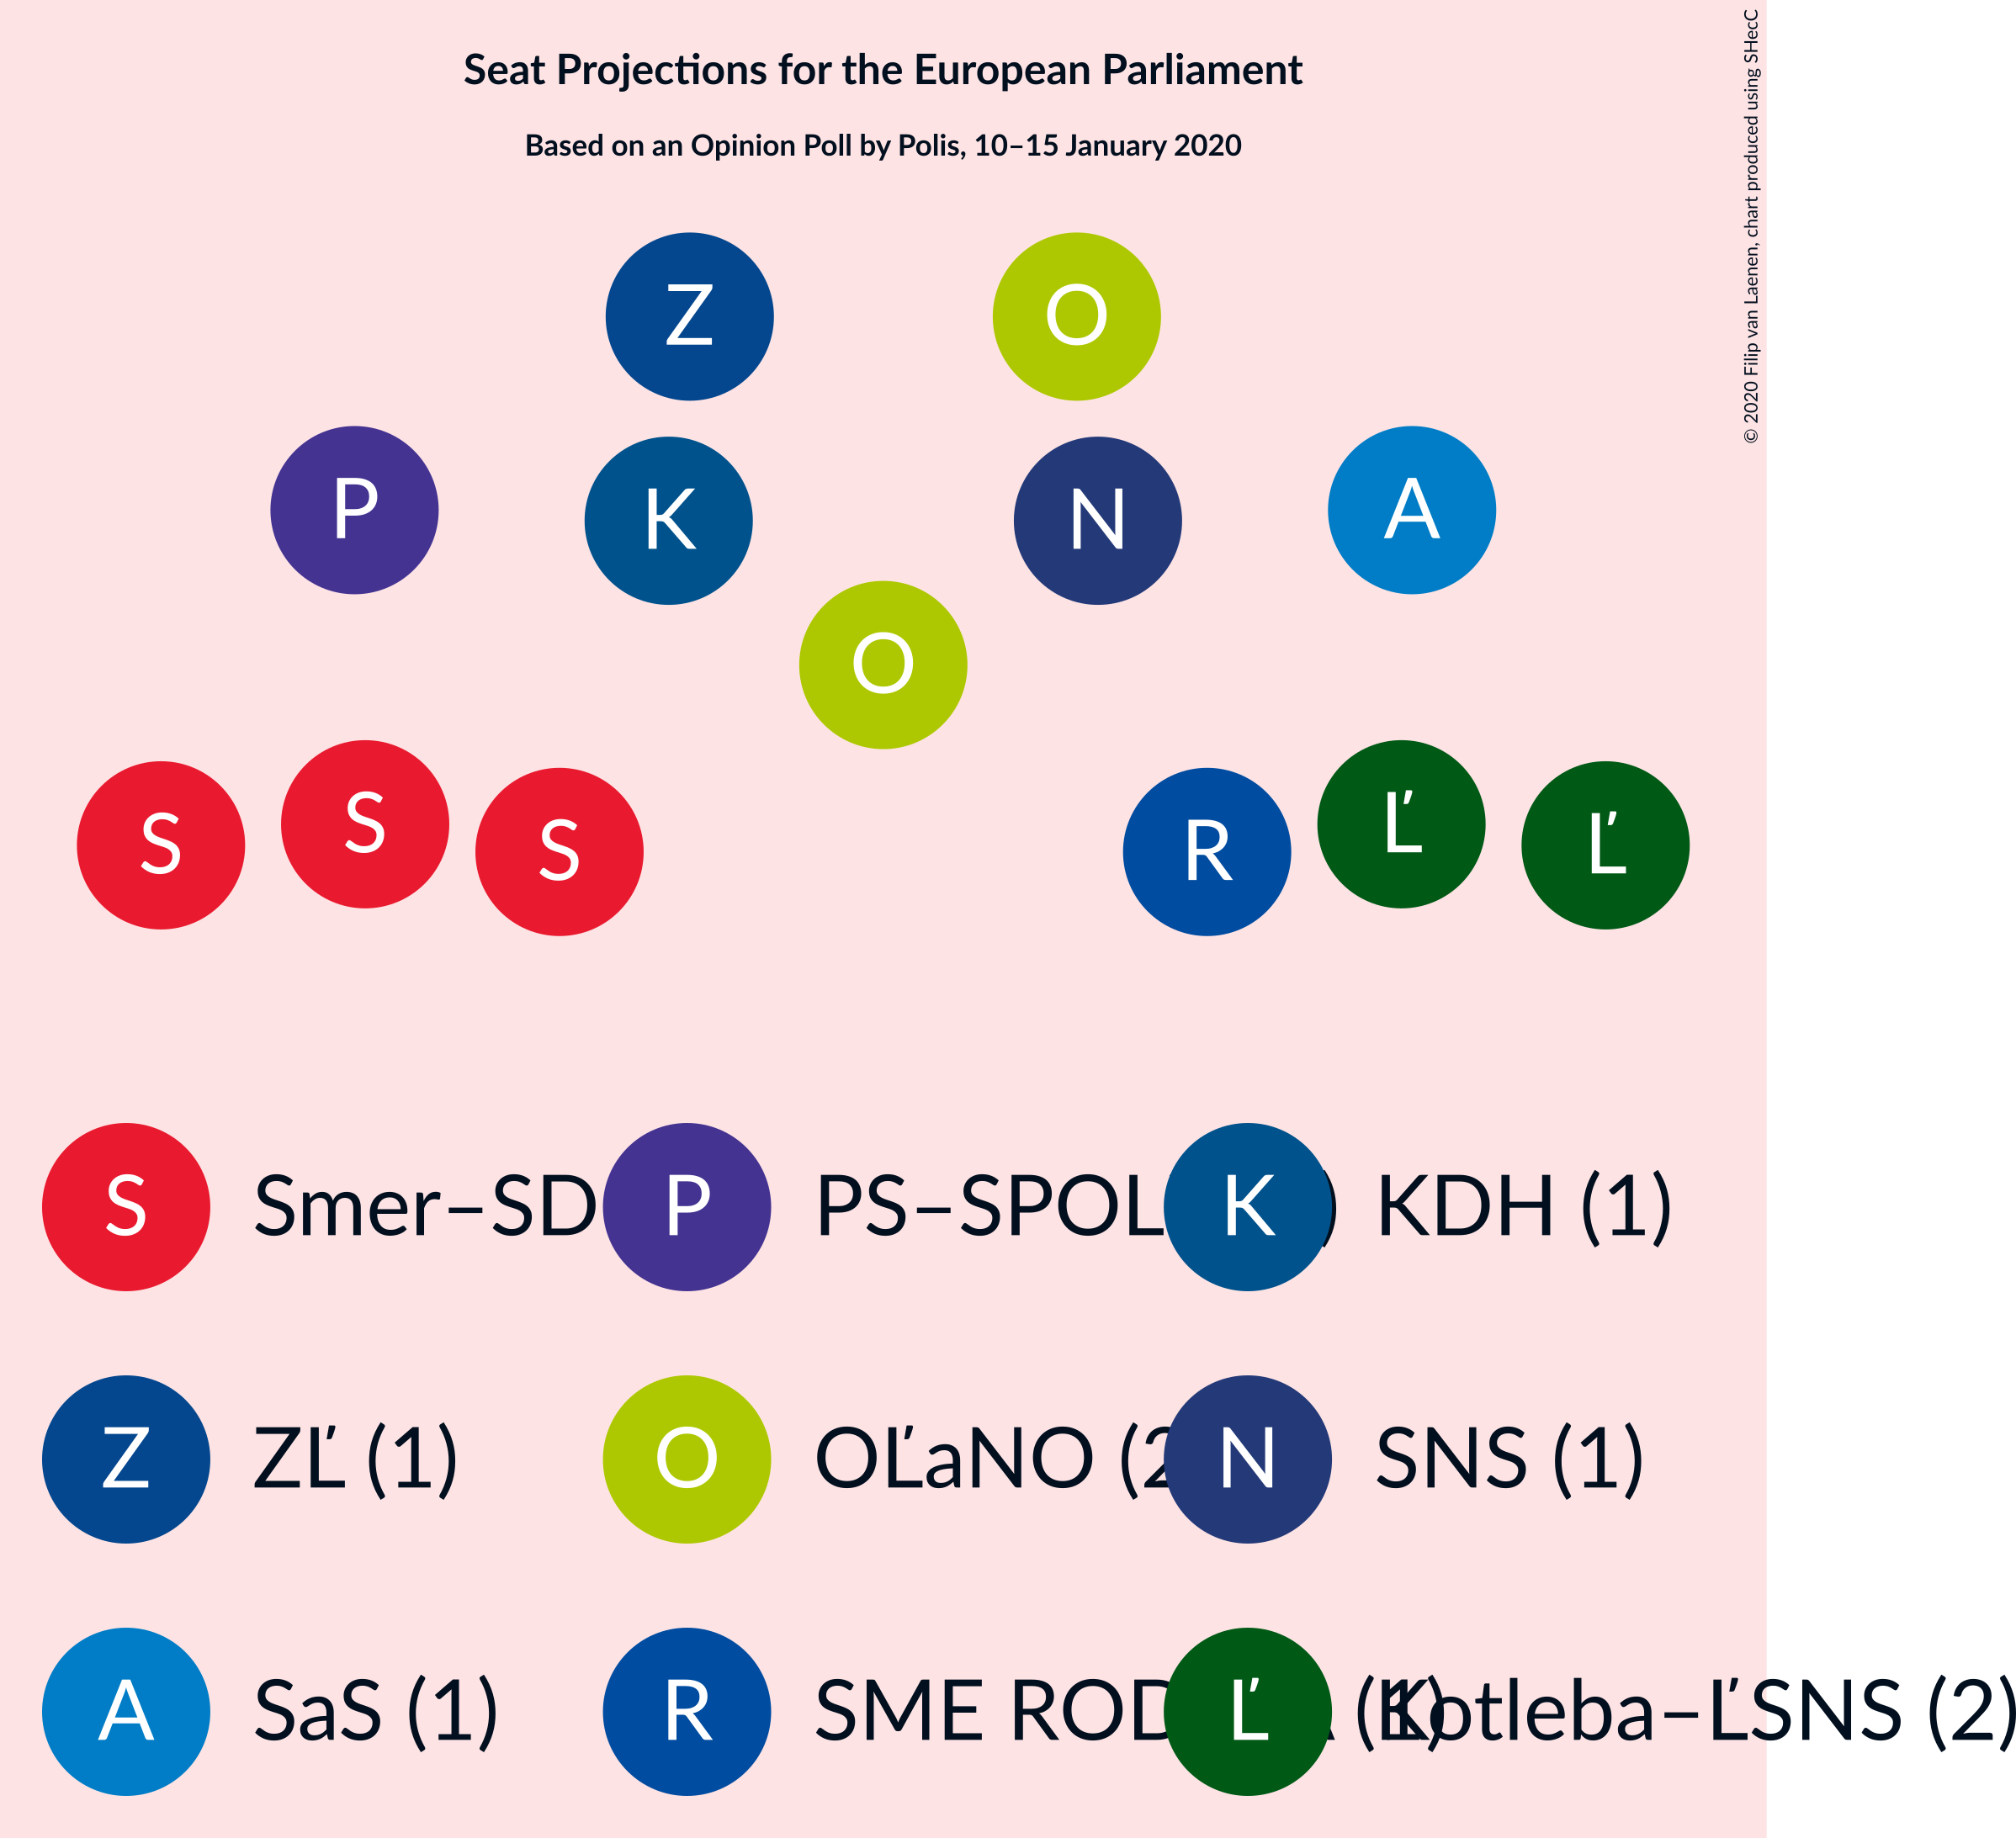 Seat Projections for the European Parliament
Based on an Opinion Poll by Polis, 10–15 January 2020
© 2020 Filip van Laenen, chart produced using SHecC
Z O
P K N A
O
S S S R Ľ Ľ
S Smer–SD P PS–SPOL K KDH (1)
Z ZĽ (1) O OĽaNO (2 N SNS (1)
A SaS (1) R SME Ľ Kotleba–ĽSNS (2)